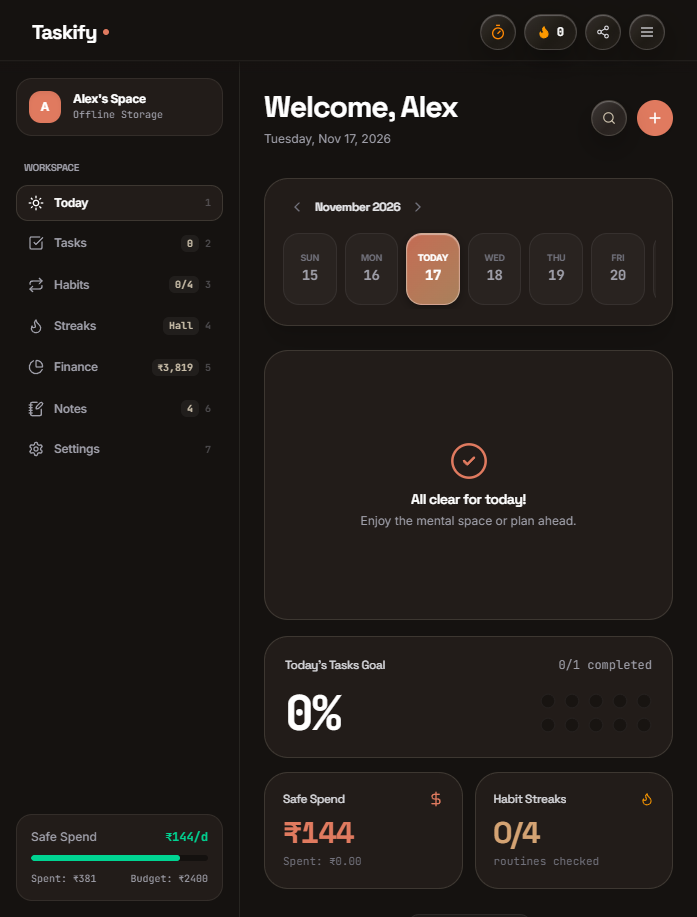 Taskify
0
A
Alex's Space
Offline Storage
WORKSPACE
Today 1
Tasks 0 2
Habits 0/4 3
Streaks Hall 4
Finance ₹3,819 5
Notes 4 6
Settings 7
Safe Spend ₹144/d
Spent: ₹381 Budget: ₹2400
Welcome, Alex
Tuesday, Nov 17, 2026
November 2026
SUN MON TODAY WED THU FRI
15 16 17 18 19 20
All clear for today!
Enjoy the mental space or plan ahead.
Today's Tasks Goal 0/1 completed
0%
Safe Spend $
₹144
Spent: ₹0.00
Habit Streaks
0/4
routines checked